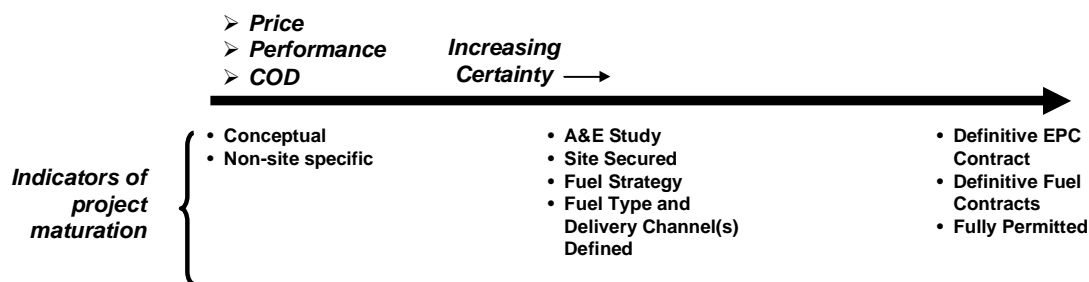 ➢ Price
➢ Performance
➢ COD
Increasing
Certainty
• Conceptual
• Non-site specific
• A&E Study
• Site Secured
• Fuel Strategy
• Fuel Type and
Delivery Channel(s)
Defined
• Definitive EPC
Contract
• Definitive Fuel
Contracts
• Fully Permitted
Indicators of
project
maturation